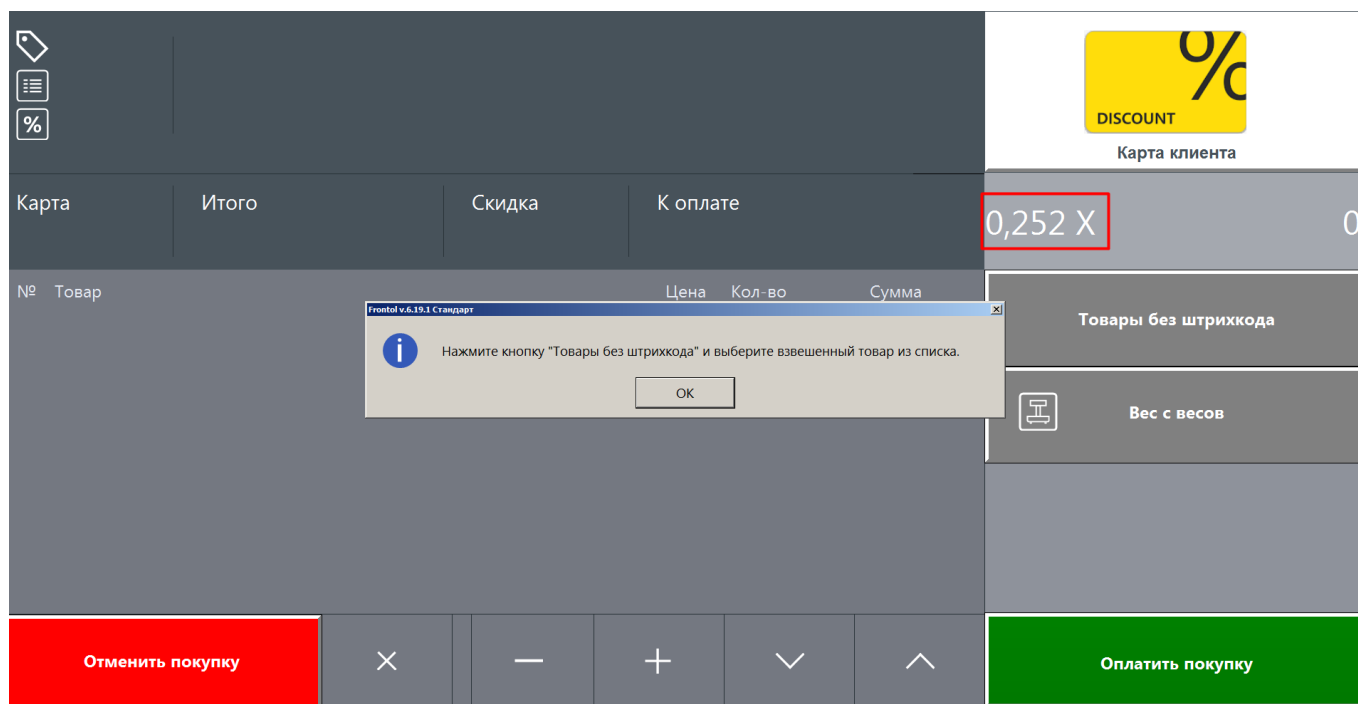 %
DISCOUNT
Карта клиента
Карта
Итого
Скидка
К оплате
0,252 X
0
№ Товар
Цена
Кол-во
Сумма
Frontol v.6.19.1 Стандарт
Нажмите кнопку "Товары без штрихкода" и выберите взвешенный товар из списка.
OK
Товары без штрихкода
Вес с весов
Отменить покупку
Оплатить покупку